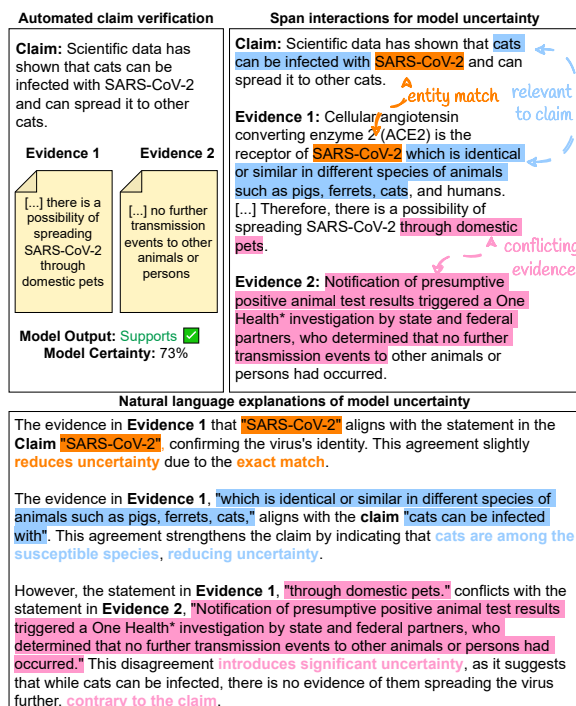 Automated claim verification
Claim: Scientific data has
shown that cats can be
infected with SARS-CoV-2
and can spread it to other
cats.
Evidence 1
Evidence 2
[...] there is a
possibility of
spreading
SARS-CoV-2
through
domestic pets
[...] no further
transmission
events to other
animals or
persons
Model Output: Supports ✅
Model Certainty: 73%
Span interactions for model uncertainty
Claim: Scientific data has shown that cats
can be infected with SARS-CoV-2 and can
spread it to other cats.
entity match
relevant
to claim
Evidence 1: Cellular angiotensin
converting enzyme 2 (ACE2) is the
receptor of SARS-CoV-2 which is identical
or similar in different species of animals
such as pigs, ferrets, cats, and humans.
[...] Therefore, there is a possibility of
spreading SARS-CoV-2 through domestic
pets.
conflicting
evidence
Evidence 2: Notification of presumptive
positive animal test results triggered a One
Health* investigation by state and federal
partners, who determined that no further
transmission events to other animals or
persons had occurred.
Natural language explanations of model uncertainty
The evidence in Evidence 1 that "SARS-CoV-2" aligns with the statement in the
Claim "SARS-CoV-2", confirming the virus's identity. This agreement slightly
reduces uncertainty due to the exact match.
The evidence in Evidence 1, "which is identical or similar in different species of
animals such as pigs, ferrets, cats," aligns with the claim "cats can be infected
with". This agreement strengthens the claim by indicating that cats are among the
susceptible species, reducing uncertainty.
However, the statement in Evidence 1, "through domestic pets." conflicts with the
statement in Evidence 2, "Notification of presumptive positive animal test results
triggered a One Health* investigation by state and federal partners, who
determined that no further transmission events to other animals or persons had
occurred." This disagreement introduces significant uncertainty, as it suggests
that while cats can be infected, there is no evidence of them spreading the virus
further, contrary to the claim.